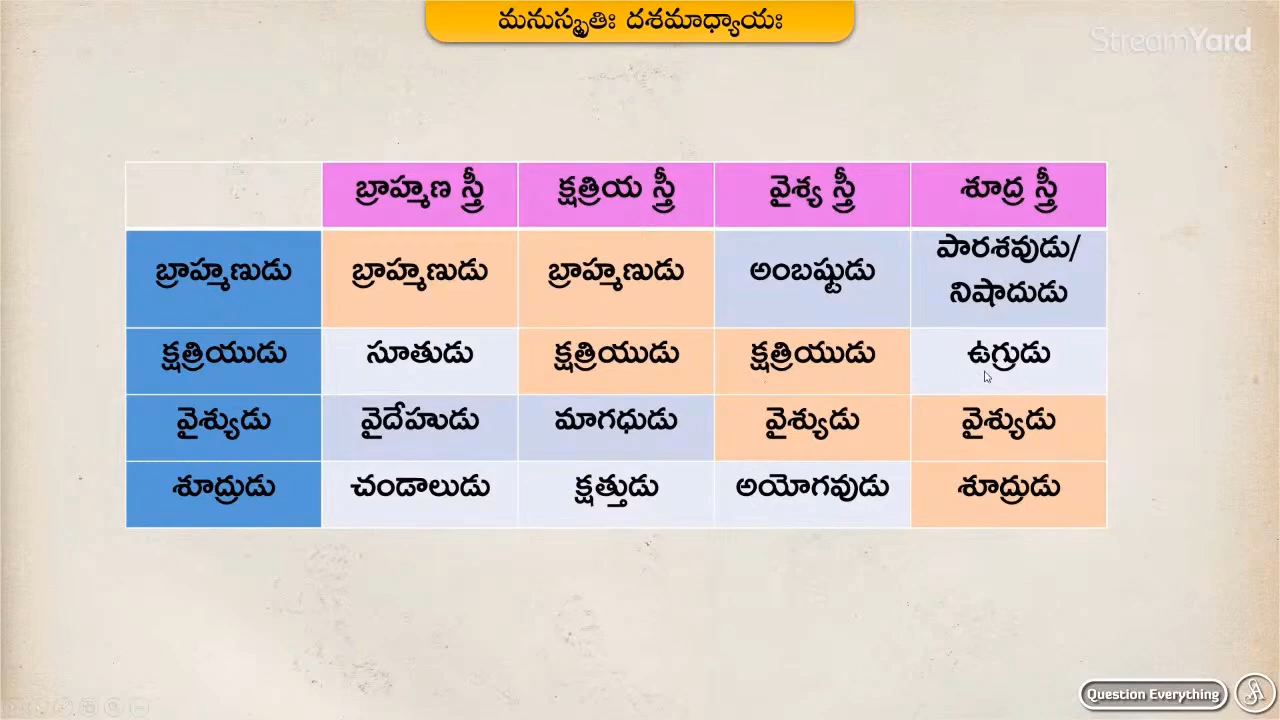 మనుస్మృతిః దశమాధ్యాయః
StreamYard
బ్రాహ్మణ స్త్రీ క్షత్రియ స్త్రీ వైశ్య స్త్రీ శూద్ర స్త్రీ
బ్రాహ్మణుడు బ్రాహ్మణుడు బ్రాహ్మణుడు అంబష్టుడు పారశవుడు/
నిషాదుడు
క్షత్రియుడు సూతుడు క్షత్రియుడు క్షత్రియుడు ఉగ్రుడు
వైశ్యుడు వైదేహుడు మాగధుడు వైశ్యుడు వైశ్యుడు
శూద్రుడు చండాలుడు క్షత్తుడు అయోగవుడు శూద్రుడు
Question Everything